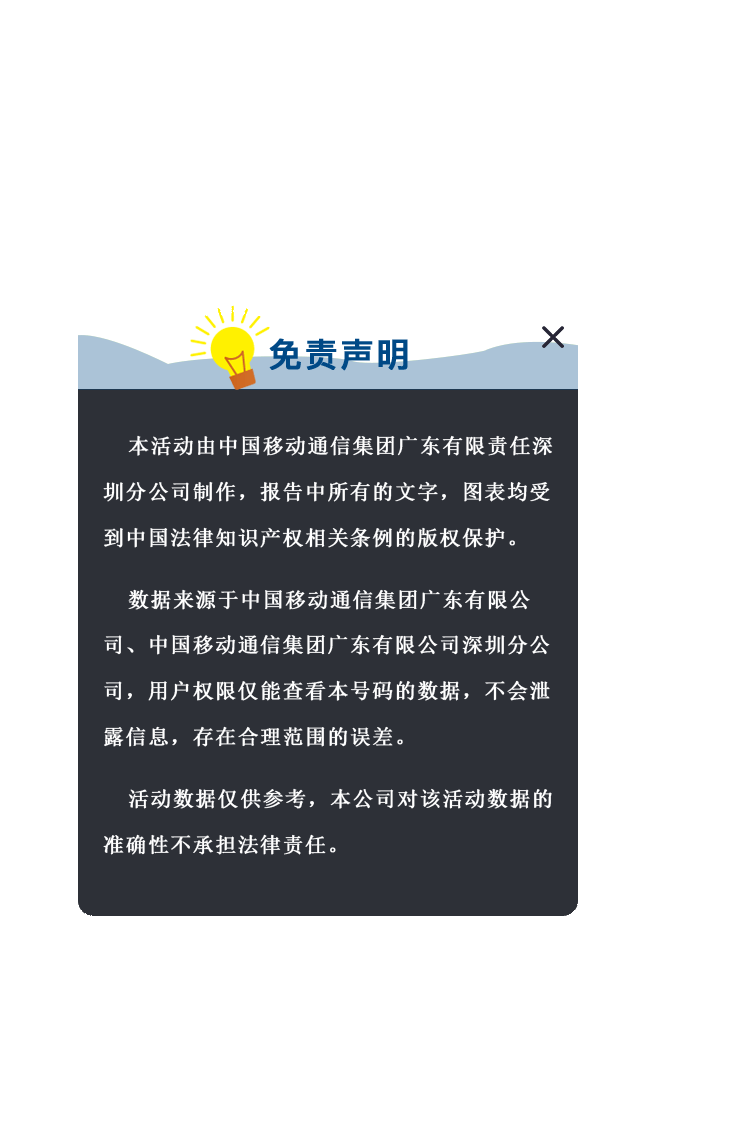 免责声明
本活动由中国移动通信集团广东有限责任深
圳分公司制作，报告中所有的文字，图表均受
到中国法律知识产权相关条例的版权保护。
数据来源于中国移动通信集团广东有限公
司、中国移动通信集团广东有限公司深圳分公
司，用户权限仅能查看本号码的数据，不会泄
露信息，存在合理范围的误差。
活动数据仅供参考，本公司对该活动数据的
准确性不承担法律责任。